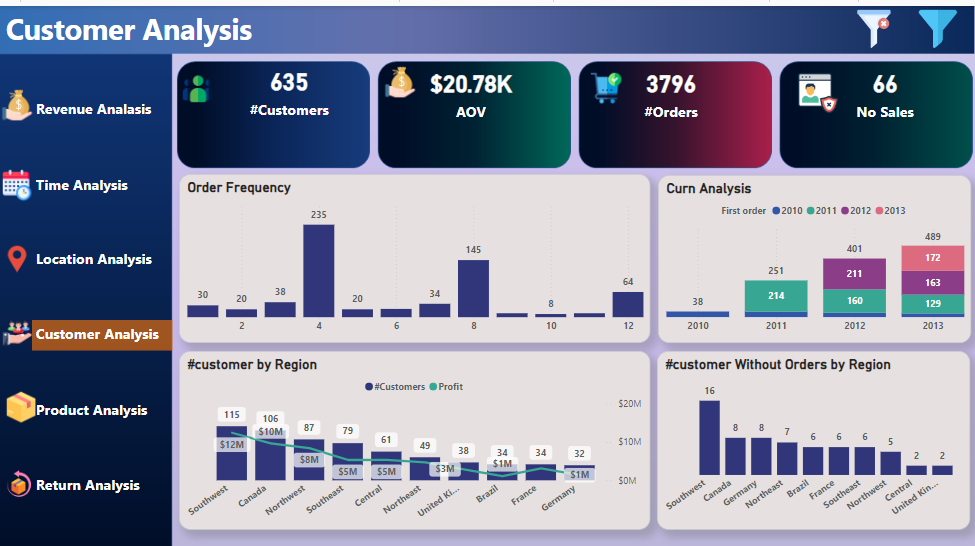 Customer Analysis
Revenue Analasis
Time Analysis
Location Analysis
Customer Analysis
Product Analysis
Return Analysis
635
#Customers
$20.78K
AOV
3796
#Orders
66
No Sales
Order Frequency
30
20
38
235
20
34
145
8
64
2
4
6
8
10
12
Curn Analysis
First order 2010 2011 2012 2013
38
251
214
401
211
160
489
172
163
129
2010
2011
2012
2013
#customer by Region
#Customers Profit
115
106
87
79
61
49
38
34
34
32
$12M
$10M
$8M
$5M
$5M
$3M
$1M
$1M
$20M
$10M
$0M
Southwest
Canada
Northwest
Southeast
Central
Northeast
United Ki...
Brazil
France
Germany
#customer Without Orders by Region
16
8
8
7
6
6
6
5
2
2
Southwest
Canada
Germany
Northeast
Brazil
France
Southeast
Northwest
Central
United Kin...